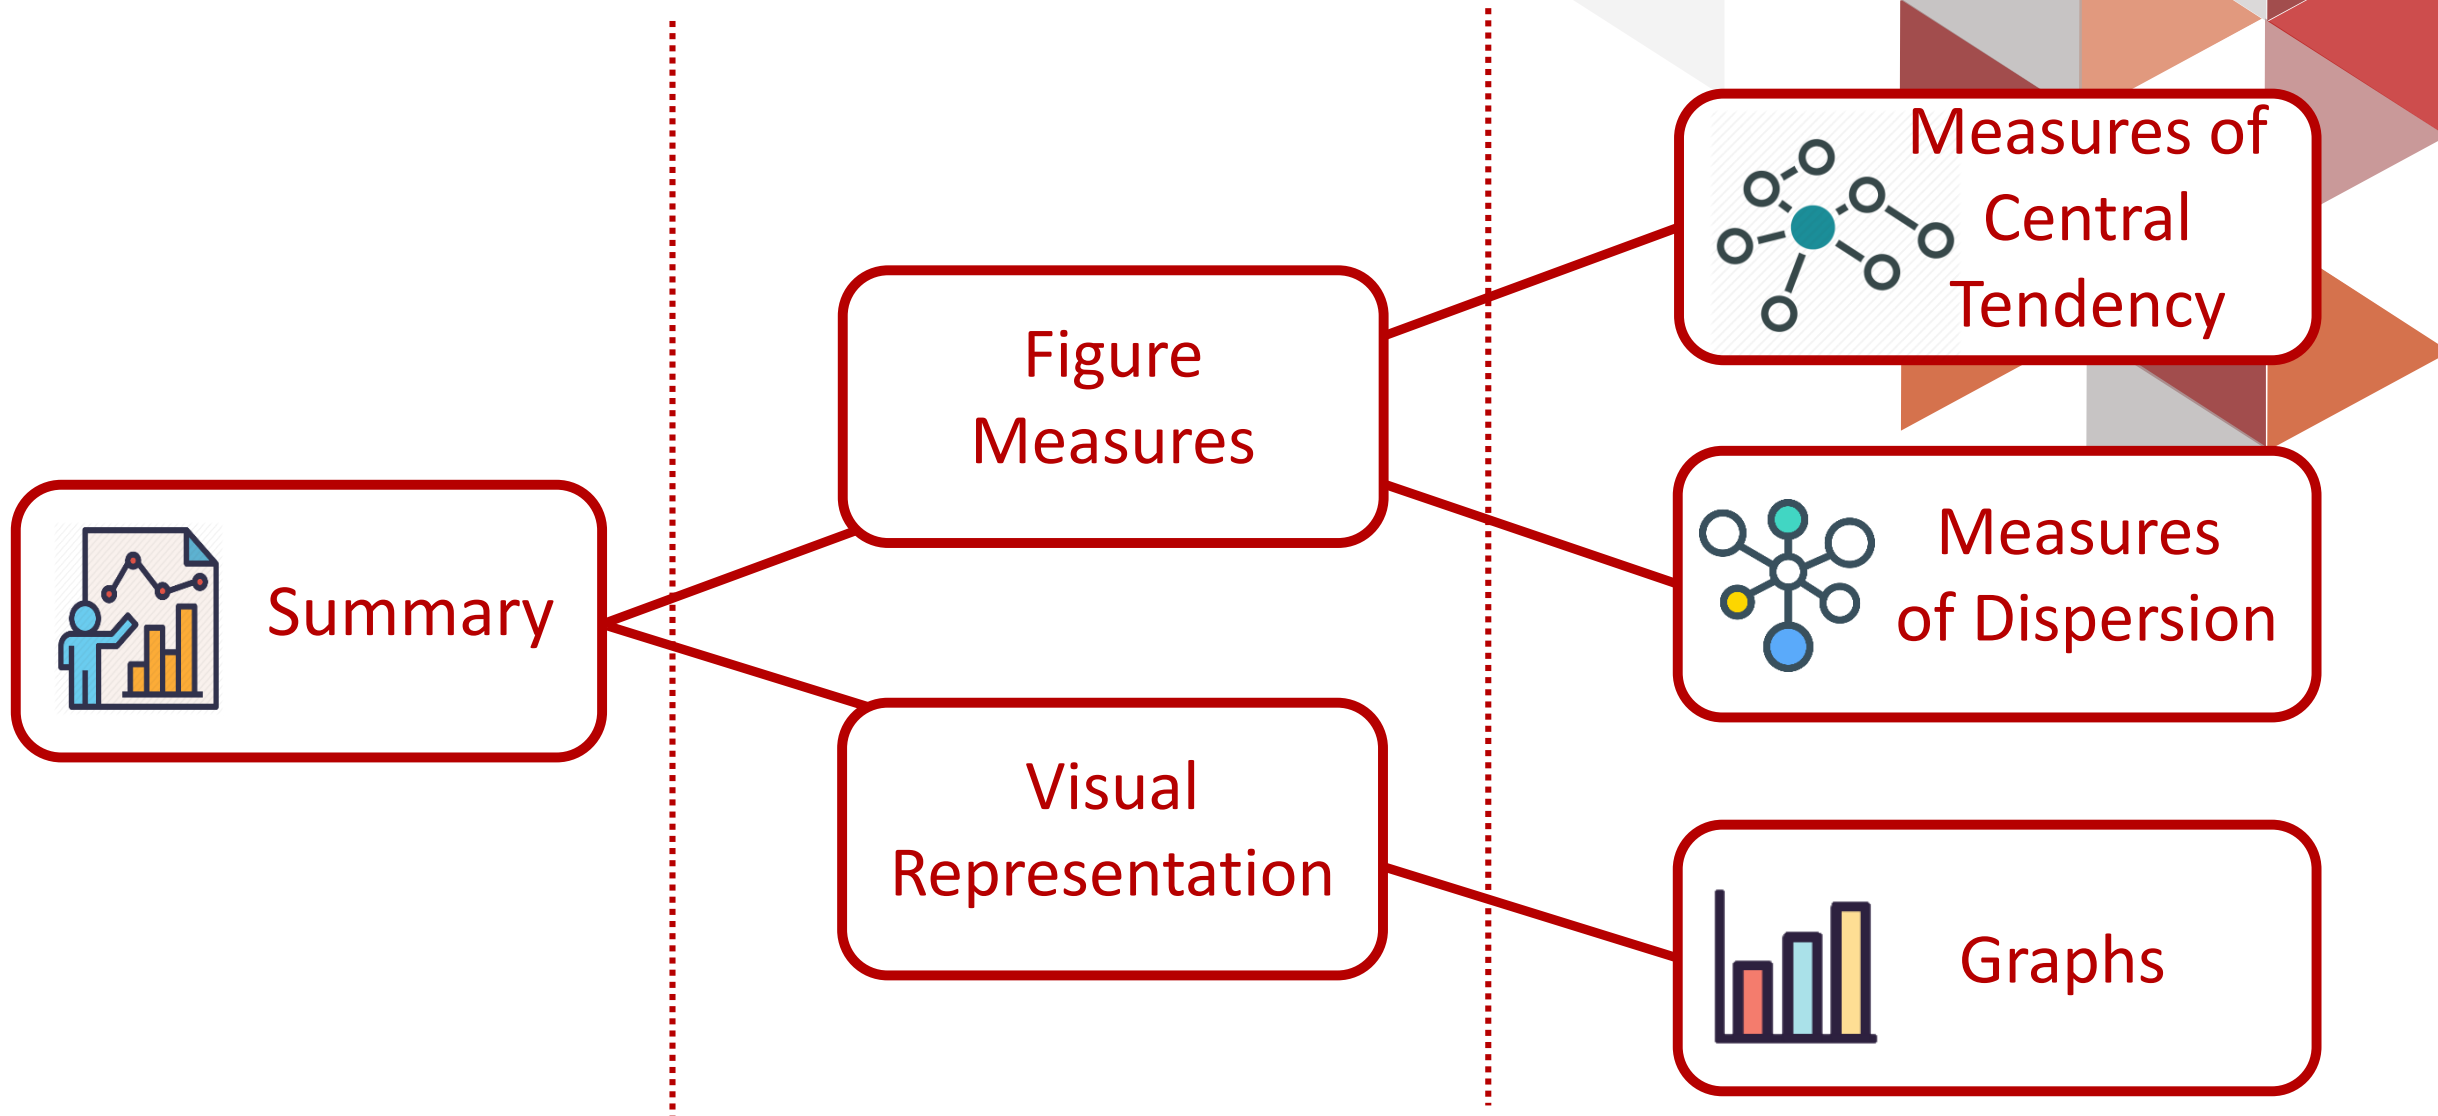 Summary
Figure
Measures
Visual
Representation
Measures of
Central
Tendency
Measures
of Dispersion
Graphs